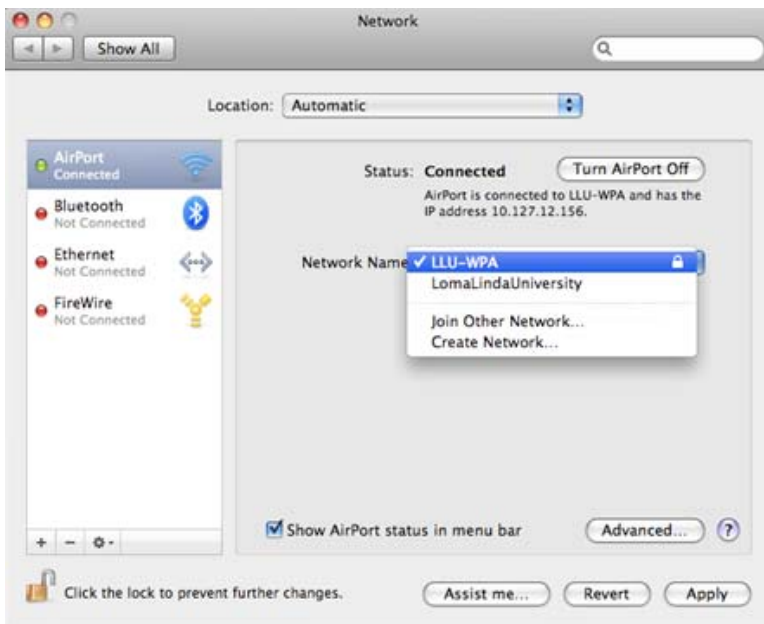 Network
Show All
Location: Automatic
AirPort
Connected
Bluetooth
Not Connected
Ethernet
Not Connected
FireWire
Not Connected
Status: Connected
Turn AirPort Off
AirPort is connected to LLU-WPA and has the
IP address 10.127.12.156.
Network Name
✓ LLU-WPA
LomaLindaUniversity
Join Other Network...
Create Network...
Show AirPort status in menu bar
Advanced...
?
Click the lock to prevent further changes.
Assist me...
Revert
Apply